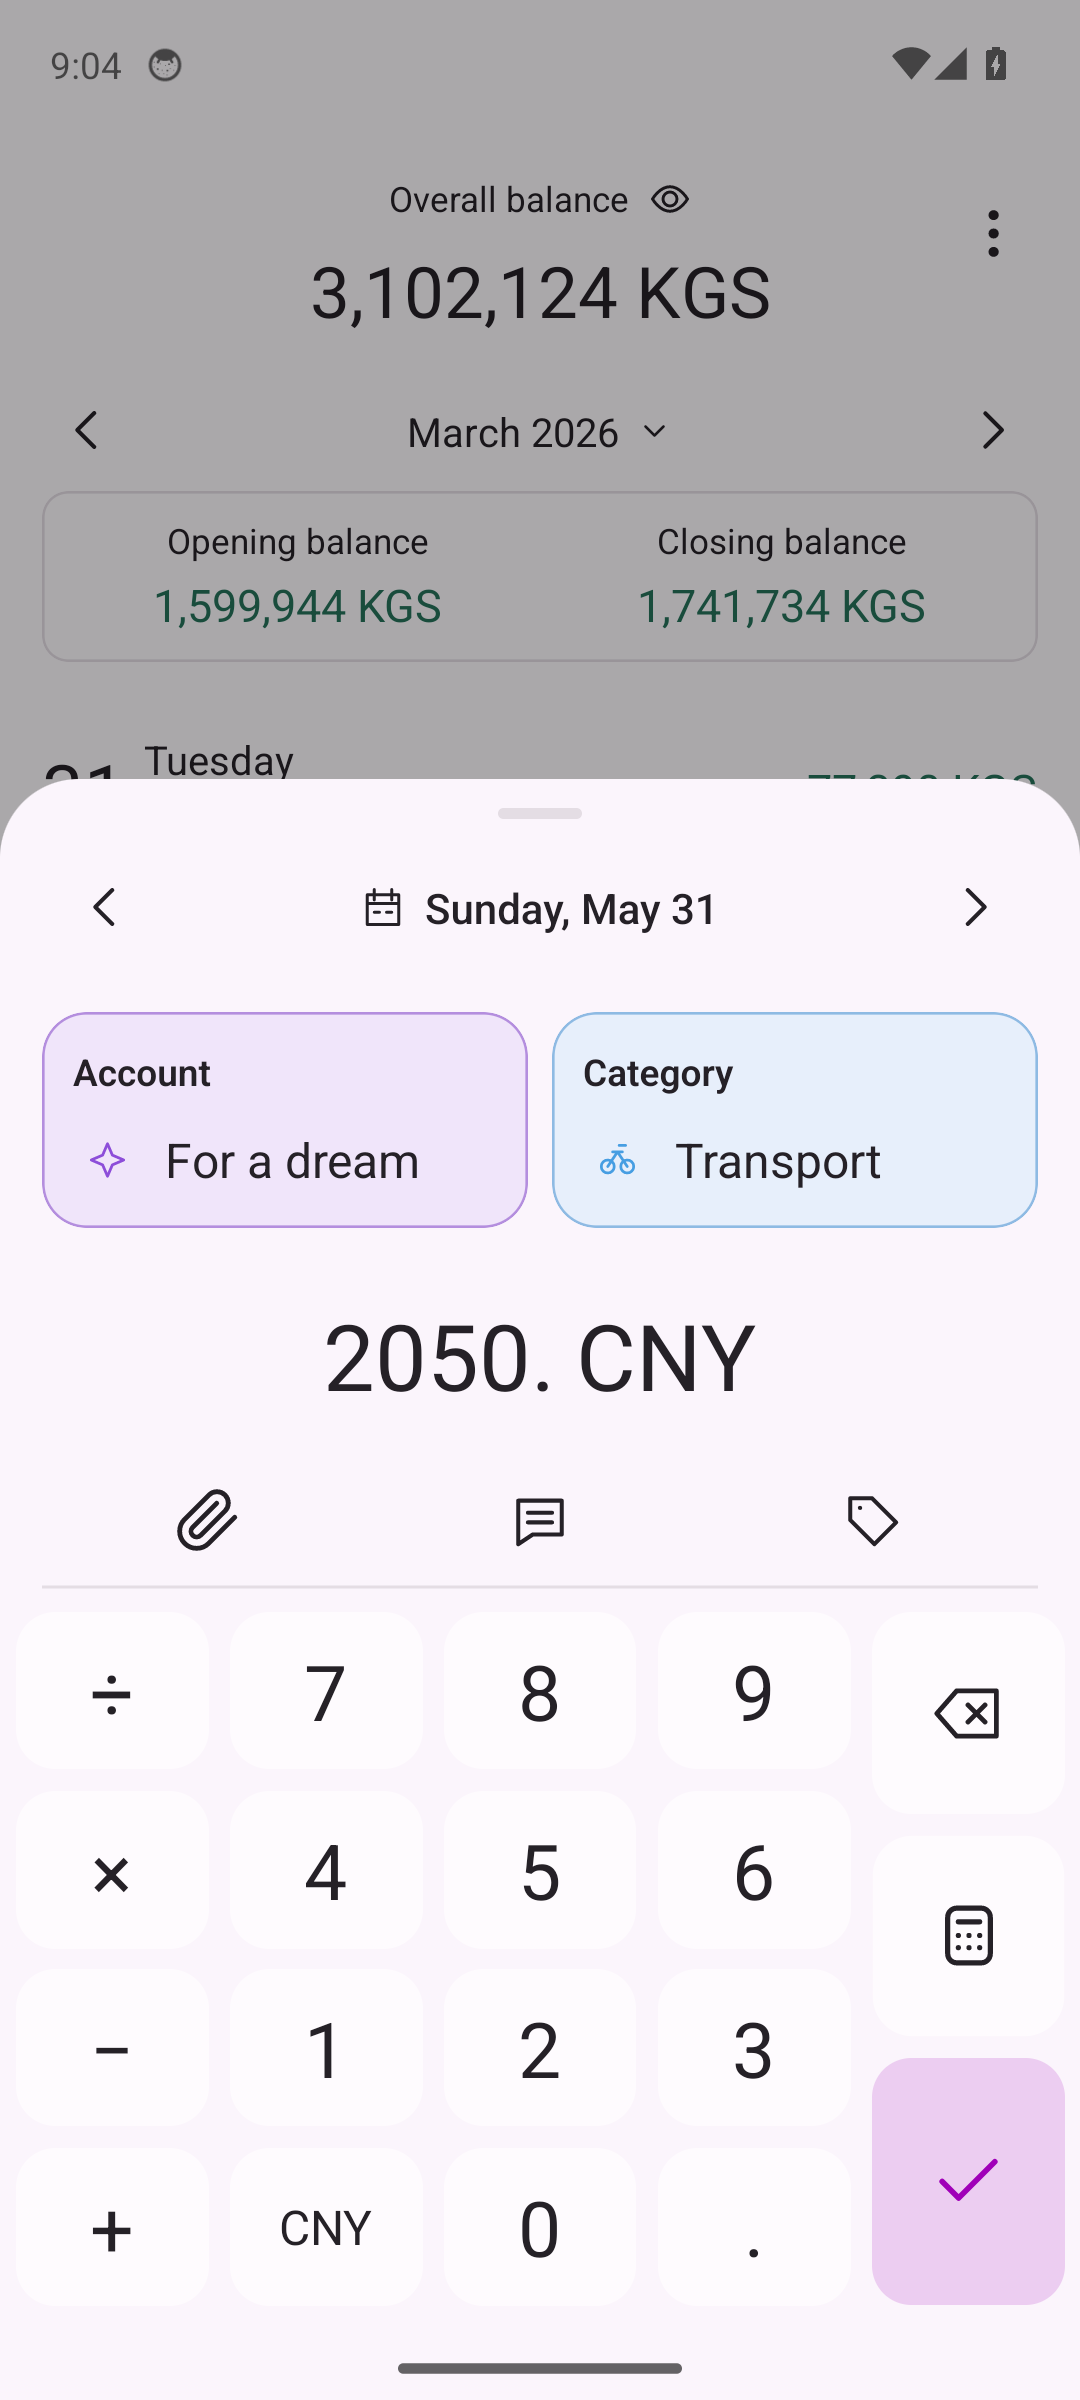 9:04
Overall balance
3,102,124 KGS
March 2026
Opening balance
Closing balance
1,599,944 KGS
1,741,734 KGS
Tuesday
Sunday, May 31
Account
Category
For a dream
Transport
2050. CNY
÷ 7 8 9
× 4 5 6
− 1 2 3
+ CNY 0 .